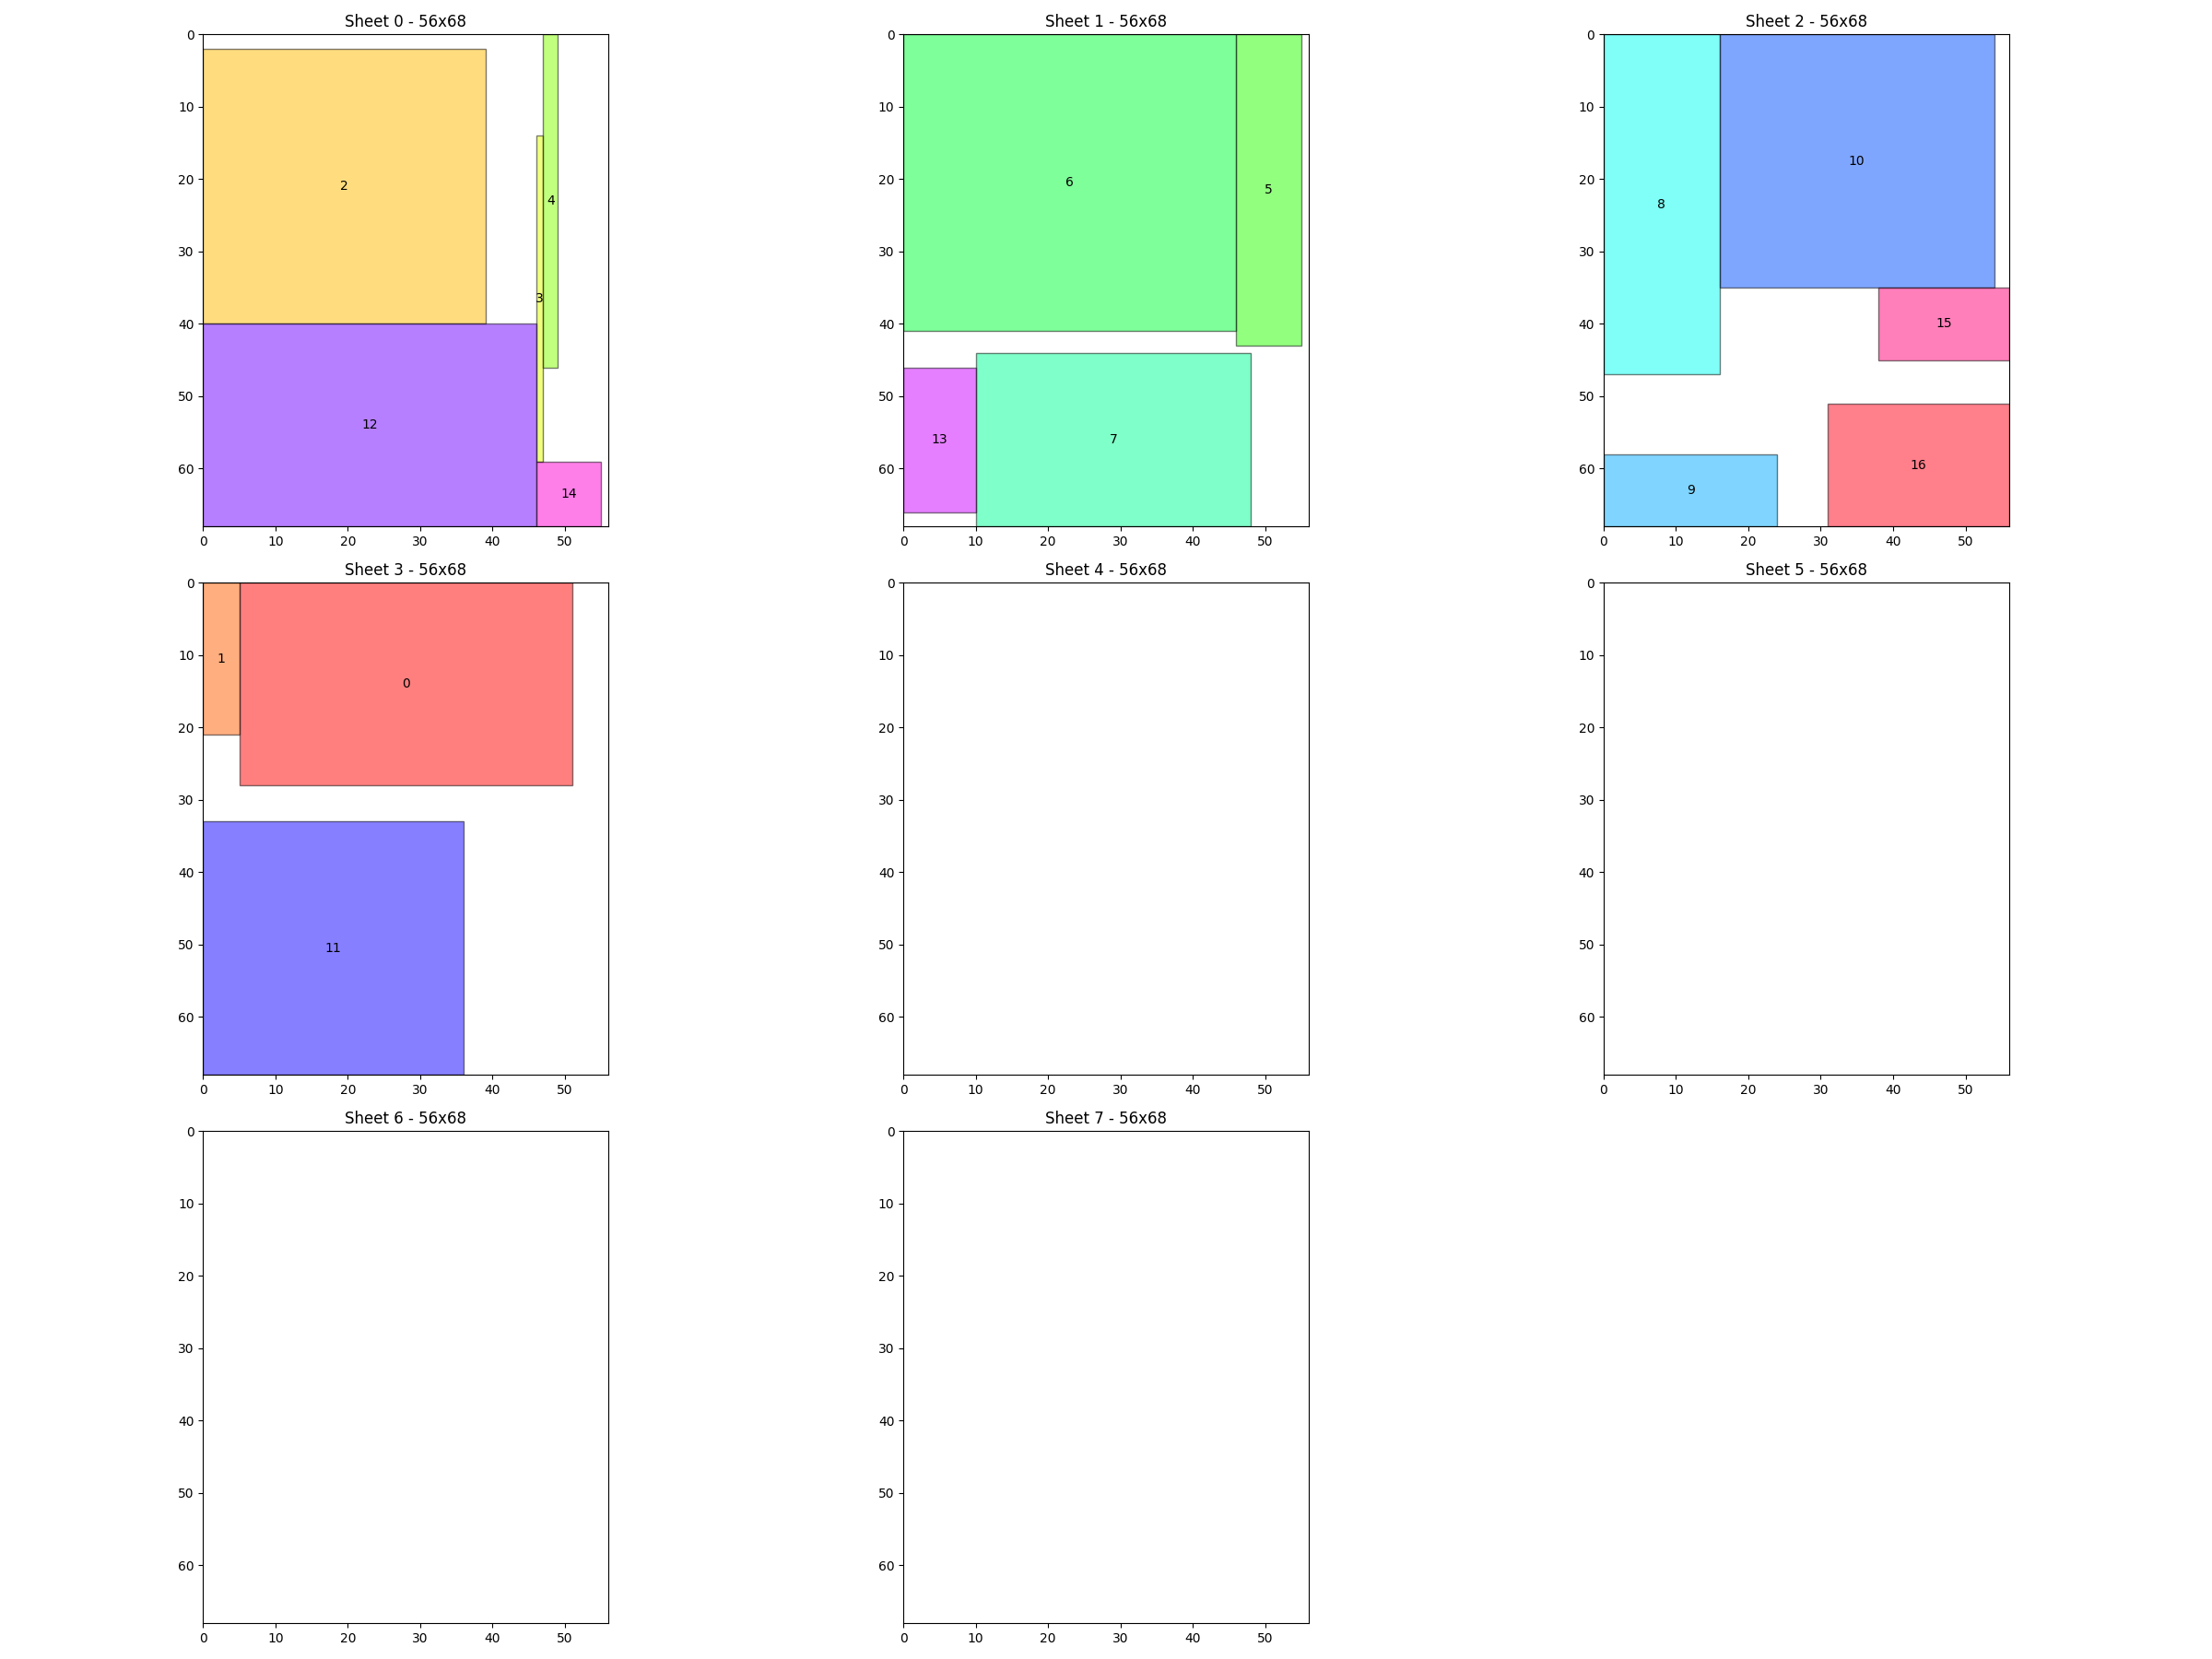 Sheet 0 - 56x68
Sheet 1 - 56x68
Sheet 2 - 56x68
0 0 0
10 10 10
20 20 20
30 30 30
40 40 40
50 50 50
60 60 60
2 4 3 12 14
6 5 13 7
8 10 15 9 16
0 10 20 30 40 50
0 10 20 30 40 50
0 10 20 30 40 50
Sheet 3 - 56x68
Sheet 4 - 56x68
Sheet 5 - 56x68
0 0 0
10 10 10
20 20 20
30 30 30
40 40 40
50 50 50
60 60 60
1 0 11
0 10 20 30 40 50
0 10 20 30 40 50
0 10 20 30 40 50
Sheet 6 - 56x68
Sheet 7 - 56x68
0 0
10 10
20 20
30 30
40 40
50 50
60 60
0 10 20 30 40 50
0 10 20 30 40 50